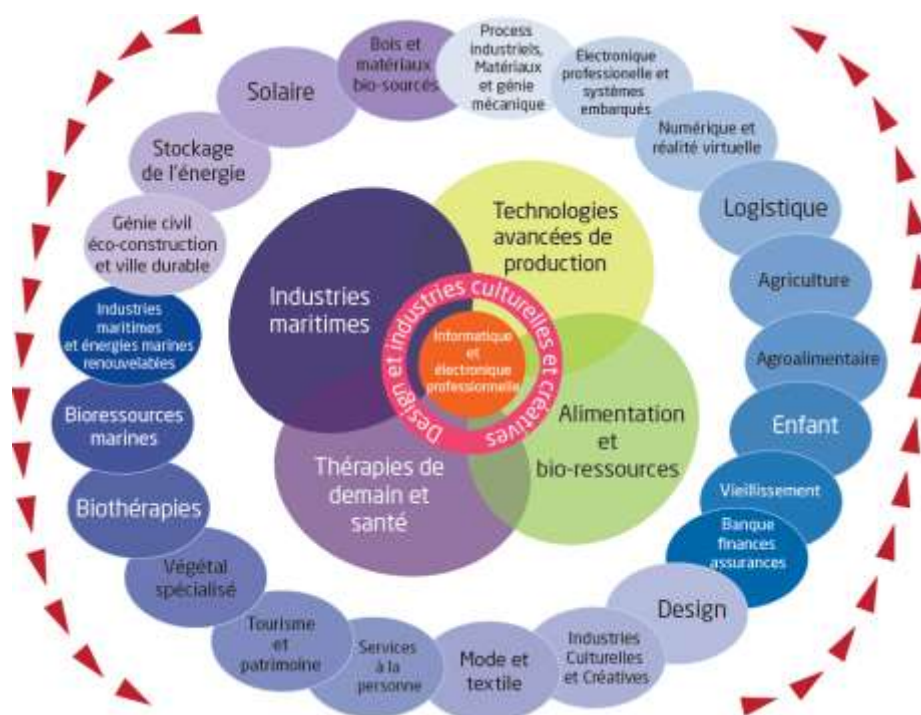 Bois et
matériaux
bio-sourcés
Process
industriels,
Matériaux
et génie
mécanique
Electronique
professionelle et
systèmes
embarqués
Numérique et
réalité virtuelle
Logistique
Agriculture
Agroalimentaire
Enfant
Vieillissement
Banque
finances
assurances
Design
Industries
Culturelles
et Créatives
Mode et
textile
Services
à la
personne
Tourisme
et
patrimoine
Végétal
spécialisé
Biothérapies
Bioressources
marines
Industries
maritimes
et énergies marines
renouvelables
Génie civil
éco-construction
et ville durable
Stockage
de l'énergie
Solaire
Industries
maritimes
Technologies
avancées de
production
Alimentation
et
bio-ressources
Thérapies de
demain et
santé
Design et industries culturelles et créatives
Informatique
et
électronique
professionnelle